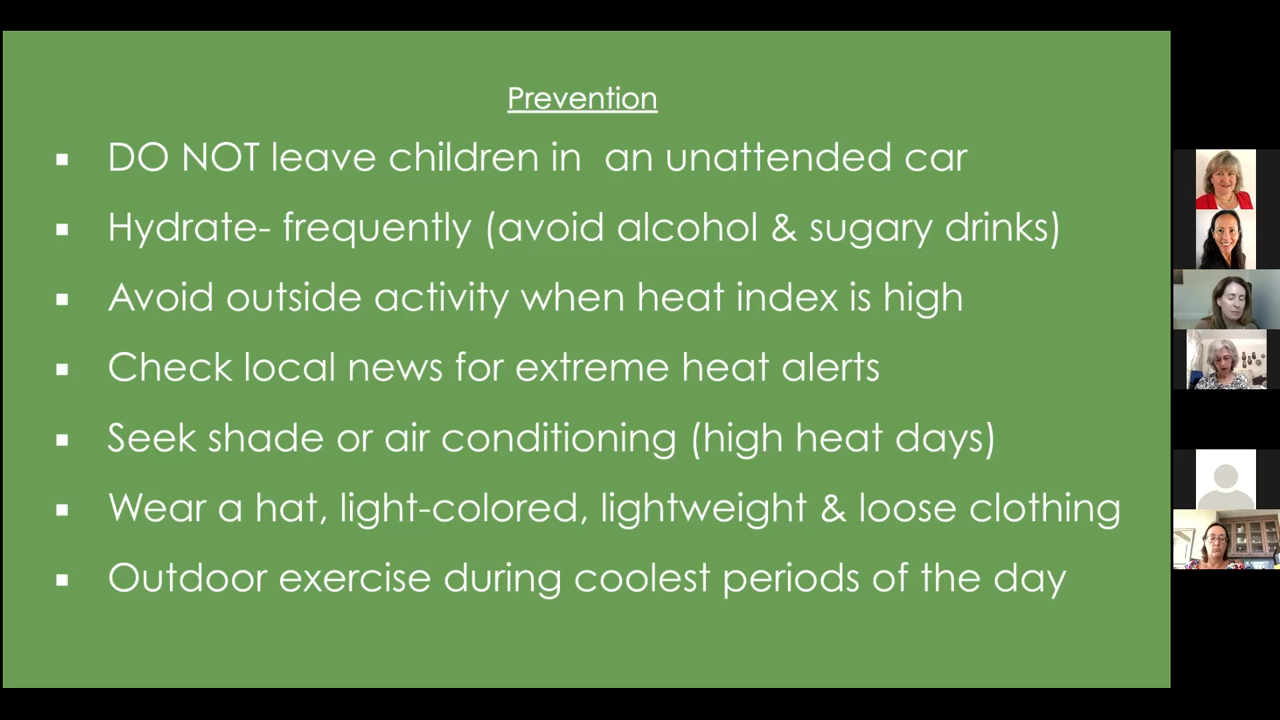 Prevention
DO NOT leave children in  an unattended car
Hydrate- frequently (avoid alcohol & sugary drinks)
Avoid outside activity when heat index is high
Check local news for extreme heat alerts
Seek shade or air conditioning (high heat days)
Wear a hat, light-colored, lightweight & loose clothing
Outdoor exercise during coolest periods of the day